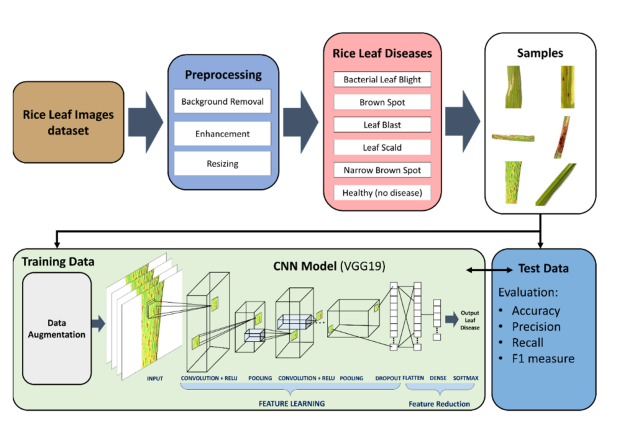 Rice Leaf Images
dataset
Preprocessing
Background Removal
Enhancement
Resizing
Rice Leaf Diseases
Bacterial Leaf Blight
Brown Spot
Leaf Blast
Leaf Scald
Narrow Brown Spot
Healthy (no disease)
Samples
Training Data
Data
Augmentation
CNN Model (VGG19)
INPUT
CONVOLUTION + RELU
POOLING
CONVOLUTION + RELU
POOLING
DROPOUT
FLATTEN
DENSE
SOFTMAX
FEATURE LEARNING
Feature Reduction
Output
Leaf
Disease
Test Data
Evaluation:
• Accuracy
• Precision
• Recall
• F1 measure